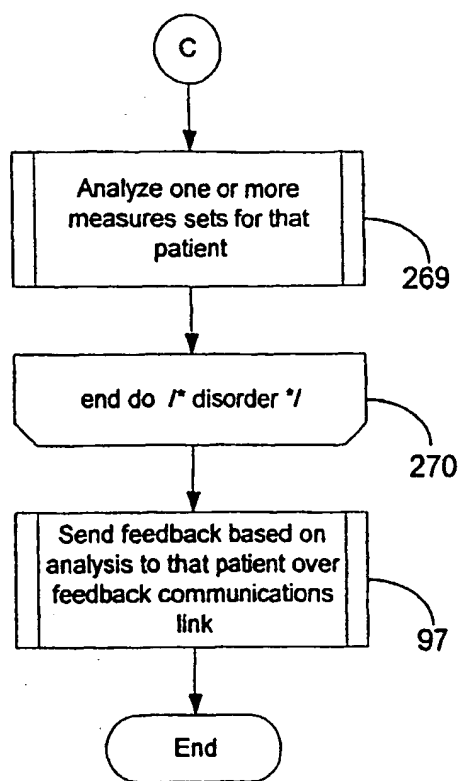 C
Analyze one or more
measures sets for that
patient
269
end do /* disorder */
270
Send feedback based on
analysis to that patient over
feedback communications
link
97
End